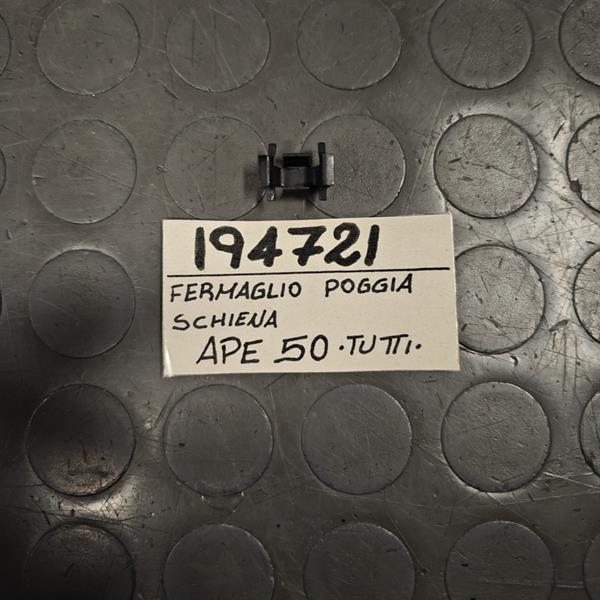 194721
FERMAGLIO POGGIA
SCHIENA
APE 50 •TUTTI•